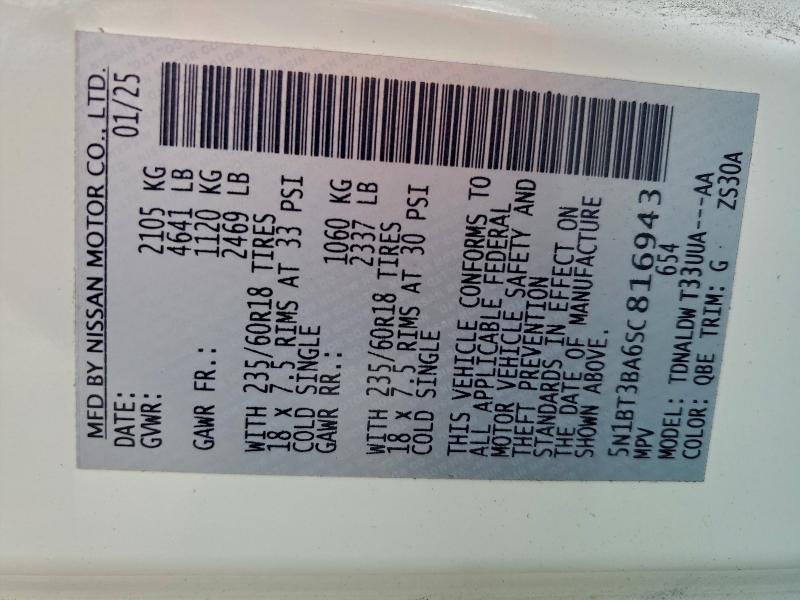 MFD BY NISSAN MOTOR CO., LTD.
DATE: 01/25
GVWR: 2105 KG
4641 LB
GAWR FR.: 1120 KG
2469 LB
WITH 235/60R18 TIRES
18 X 7.5 RIMS AT 33 PSI
COLD SINGLE
GAWR RR.: 1060 KG
2337 LB
WITH 235/60R18 TIRES
18 X 7.5 RIMS AT 30 PSI
COLD SINGLE
THIS VEHICLE CONFORMS TO
ALL APPLICABLE FEDERAL
MOTOR VEHICLE SAFETY AND
THEFT PREVENTION
STANDARDS IN EFFECT ON
THE DATE OF MANUFACTURE
SHOWN ABOVE.
5N1BT3BA6SC816943
MPV 654
MODEL: TDNALDWT33UUA---AA
COLOR: QBE TRIM: G ZS30A